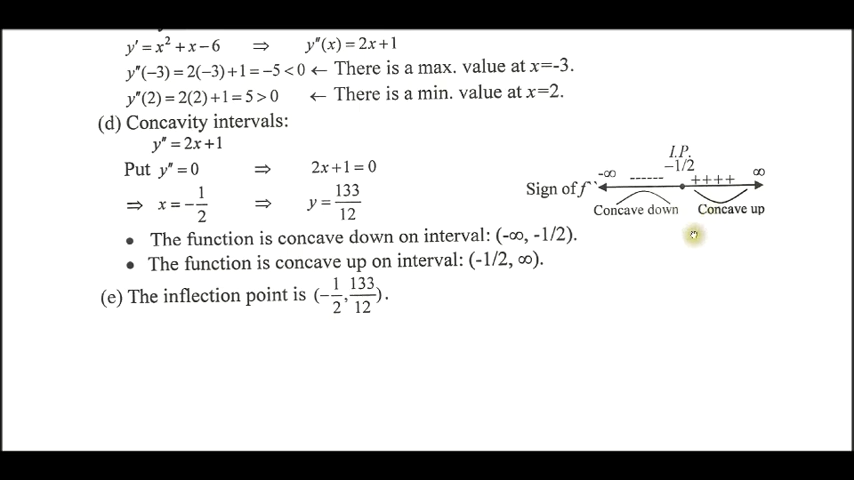 y' = x² + x − 6 ⇒ y''(x) = 2x + 1
y''(−3) = 2(−3) + 1 = −5 < 0 ← There is a max. value at x=-3.
y''(2) = 2(2) + 1 = 5 > 0 ← There is a min. value at x=2.
(d) Concavity intervals:
y'' = 2x + 1
Put y'' = 0 ⇒ 2x + 1 = 0
⇒ x = −1/2 ⇒ y = 133/12
I.P.
-∞ −1/2 ∞
------ ++++
Sign of f``
Concave down Concave up
• The function is concave down on interval: (-∞, -1/2).
• The function is concave up on interval: (-1/2, ∞).
(e) The inflection point is (−1/2, 133/12).